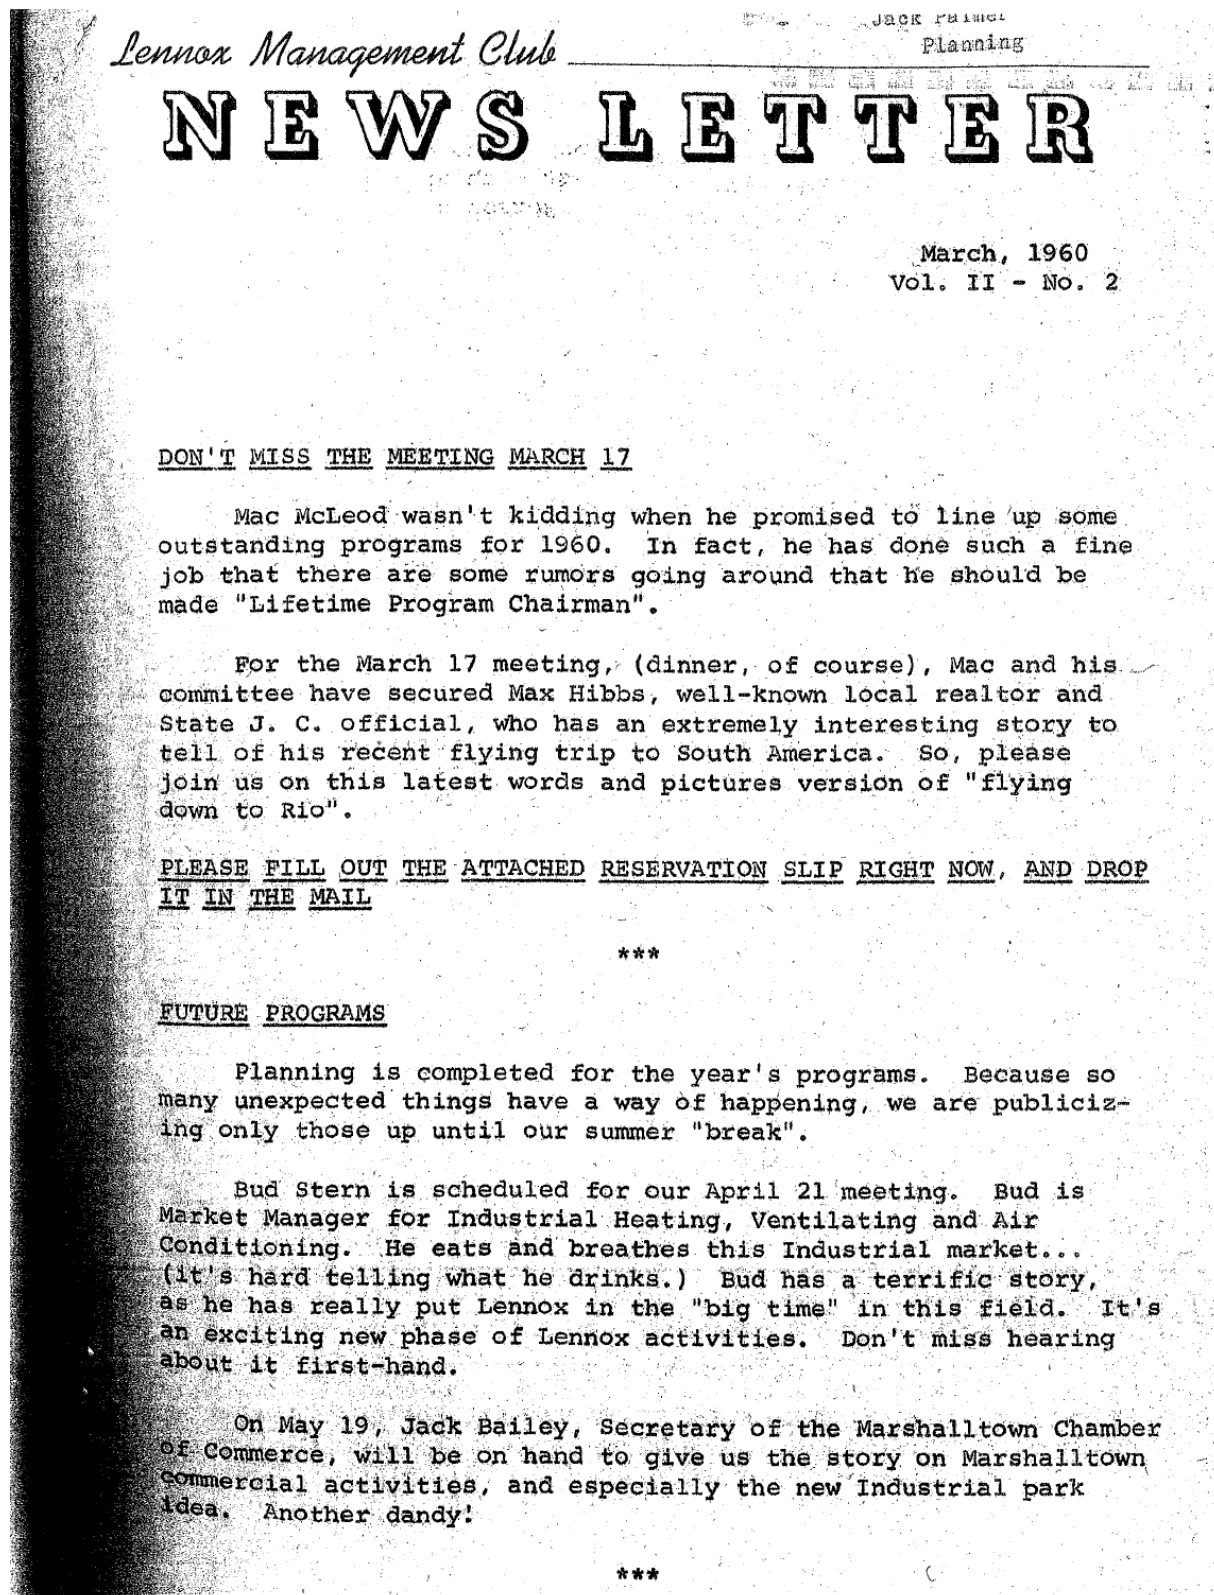 Jack Palmer
Planning
Lennox Management Club
NEWS LETTER
March, 1960
Vol. II - No. 2
DON'T MISS THE MEETING MARCH 17
Mac McLeod wasn't kidding when he promised to line up some
outstanding programs for 1960. In fact, he has done such a fine
job that there are some rumors going around that he should be
made "Lifetime Program Chairman".
For the March 17 meeting, (dinner, of course), Mac and his
committee have secured Max Hibbs, well-known local realtor and
State J. C. official, who has an extremely interesting story to
tell of his recent flying trip to South America. So, please
join us on this latest words and pictures version of "flying
down to Rio".
PLEASE FILL OUT THE ATTACHED RESERVATION SLIP RIGHT NOW, AND DROP
IT IN THE MAIL
***
FUTURE PROGRAMS
Planning is completed for the year's programs. Because so
many unexpected things have a way of happening, we are publiciz-
ing only those up until our summer "break".
Bud Stern is scheduled for our April 21 meeting. Bud is
Market Manager for Industrial Heating, Ventilating and Air
Conditioning. He eats and breathes this Industrial market...
(it's hard telling what he drinks.) Bud has a terrific story,
as he has really put Lennox in the "big time" in this field. It's
an exciting new phase of Lennox activities. Don't miss hearing
about it first-hand.
On May 19, Jack Bailey, Secretary of the Marshalltown Chamber
of Commerce, will be on hand to give us the story on Marshalltown
commercial activities, and especially the new Industrial park
idea. Another dandy!
***